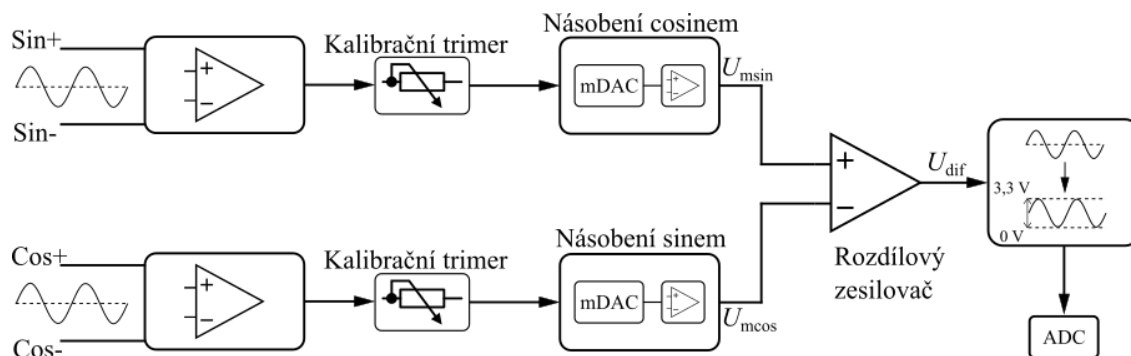 Sin+
Sin-
+
−
Kalibrační trimer
Násobení cosinem
mDAC
+
−
Umsin
Cos+
Cos-
+
−
Kalibrační trimer
Násobení sinem
mDAC
+
−
Umcos
+
−
Rozdílový
zesilovač
Udif
3,3 V
0 V
ADC